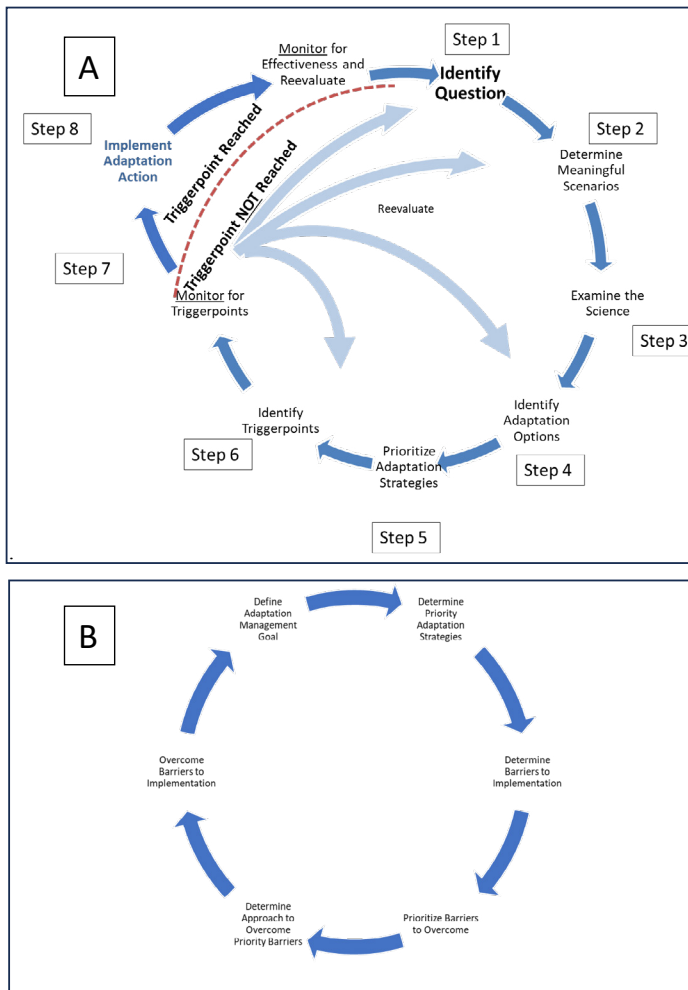 A
Monitor for
Effectiveness and
Reevaluate
Step 1
Identify
Question
Step 2
Determine
Meaningful
Scenarios
Step 8
Implement
Adaptation
Action
Triggerpoint Reached
Triggerpoint NOT Reached
Reevaluate
Step 7
Monitor for
Triggerpoints
Examine the
Science
Step 3
Identify
Triggerpoints
Step 6
Identify
Adaptation
Options
Step 4
Prioritize
Adaptation
Strategies
Step 5
.
B
Define
Adaptation
Management
Goal
Determine
Priority
Adaptation
Strategies
Overcome
Barriers to
Implementation
Determine
Barriers to
Implementation
Determine
Approach to
Overcome
Priority Barriers
Prioritize Barriers
to Overcome